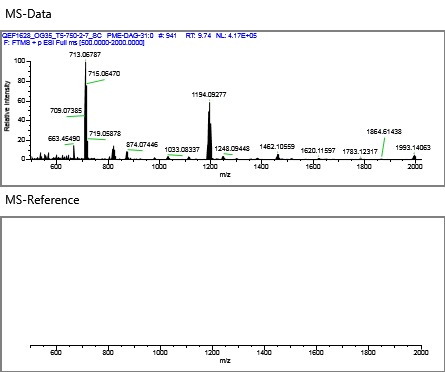 MS-Data
QEF1628_OG35_T5-750-2-7_BC PME-DAG-31:0 #: 941 RT: 9.74 NL: 4.17E+05
F: FTMS + p ESI Full ms [500.0000-2000.0000]
713.06787
100
715.06470
1194.09277
80
709.07385
60
Relative Intensity
40
719.05878
1864.61438
663.45490
20
874.07446
1033.08337
1248.09448
1462.10559
1620.11597
1783.12317
1993.14063
0
600 800 1000 1200 1400 1600 1800 2000
m/z
MS-Reference
600 800 1000 1200 1400 1600 1800 2000
m/z